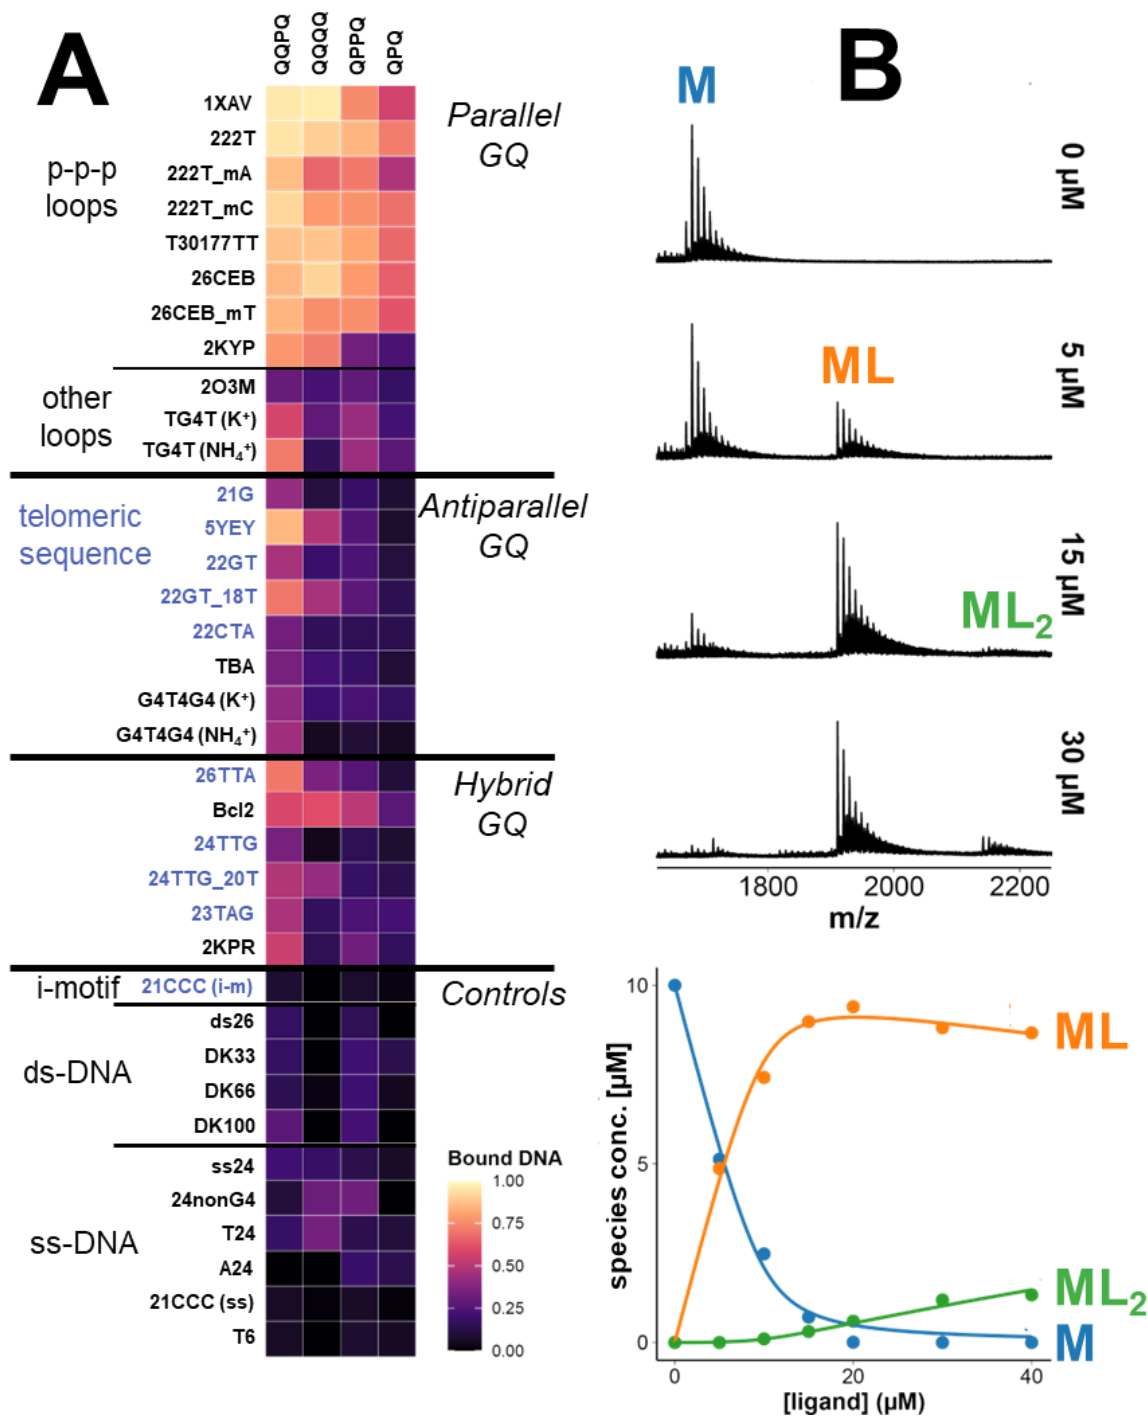 A
QQPQ
QQQQ
QPPQ
QPQ
1XAV
222T
222T_mA
222T_mC
T30177TT
26CEB
26CEB_mT
2KYP
p-p-p
loops
Parallel
GQ
2O3M
TG4T (K⁺)
TG4T (NH₄⁺)
other
loops
21G
5YEY
22GT
22GT_18T
22CTA
TBA
G4T4G4 (K⁺)
G4T4G4 (NH₄⁺)
telomeric
sequence
Antiparallel
GQ
26TTA
Bcl2
24TTG
24TTG_20T
23TAG
2KPR
Hybrid
GQ
i-motif
21CCC (i-m)
Controls
ds26
DK33
DK66
DK100
ds-DNA
ss24
24nonG4
T24
A24
21CCC (ss)
T6
ss-DNA
Bound DNA
1.00
0.75
0.50
0.25
0.00
B
M
0 µM
ML
5 µM
ML₂
15 µM
30 µM
1800
2000
2200
m/z
10
5
0
species conc. [µM]
ML
ML₂
M
0
20
40
[ligand] (µM)